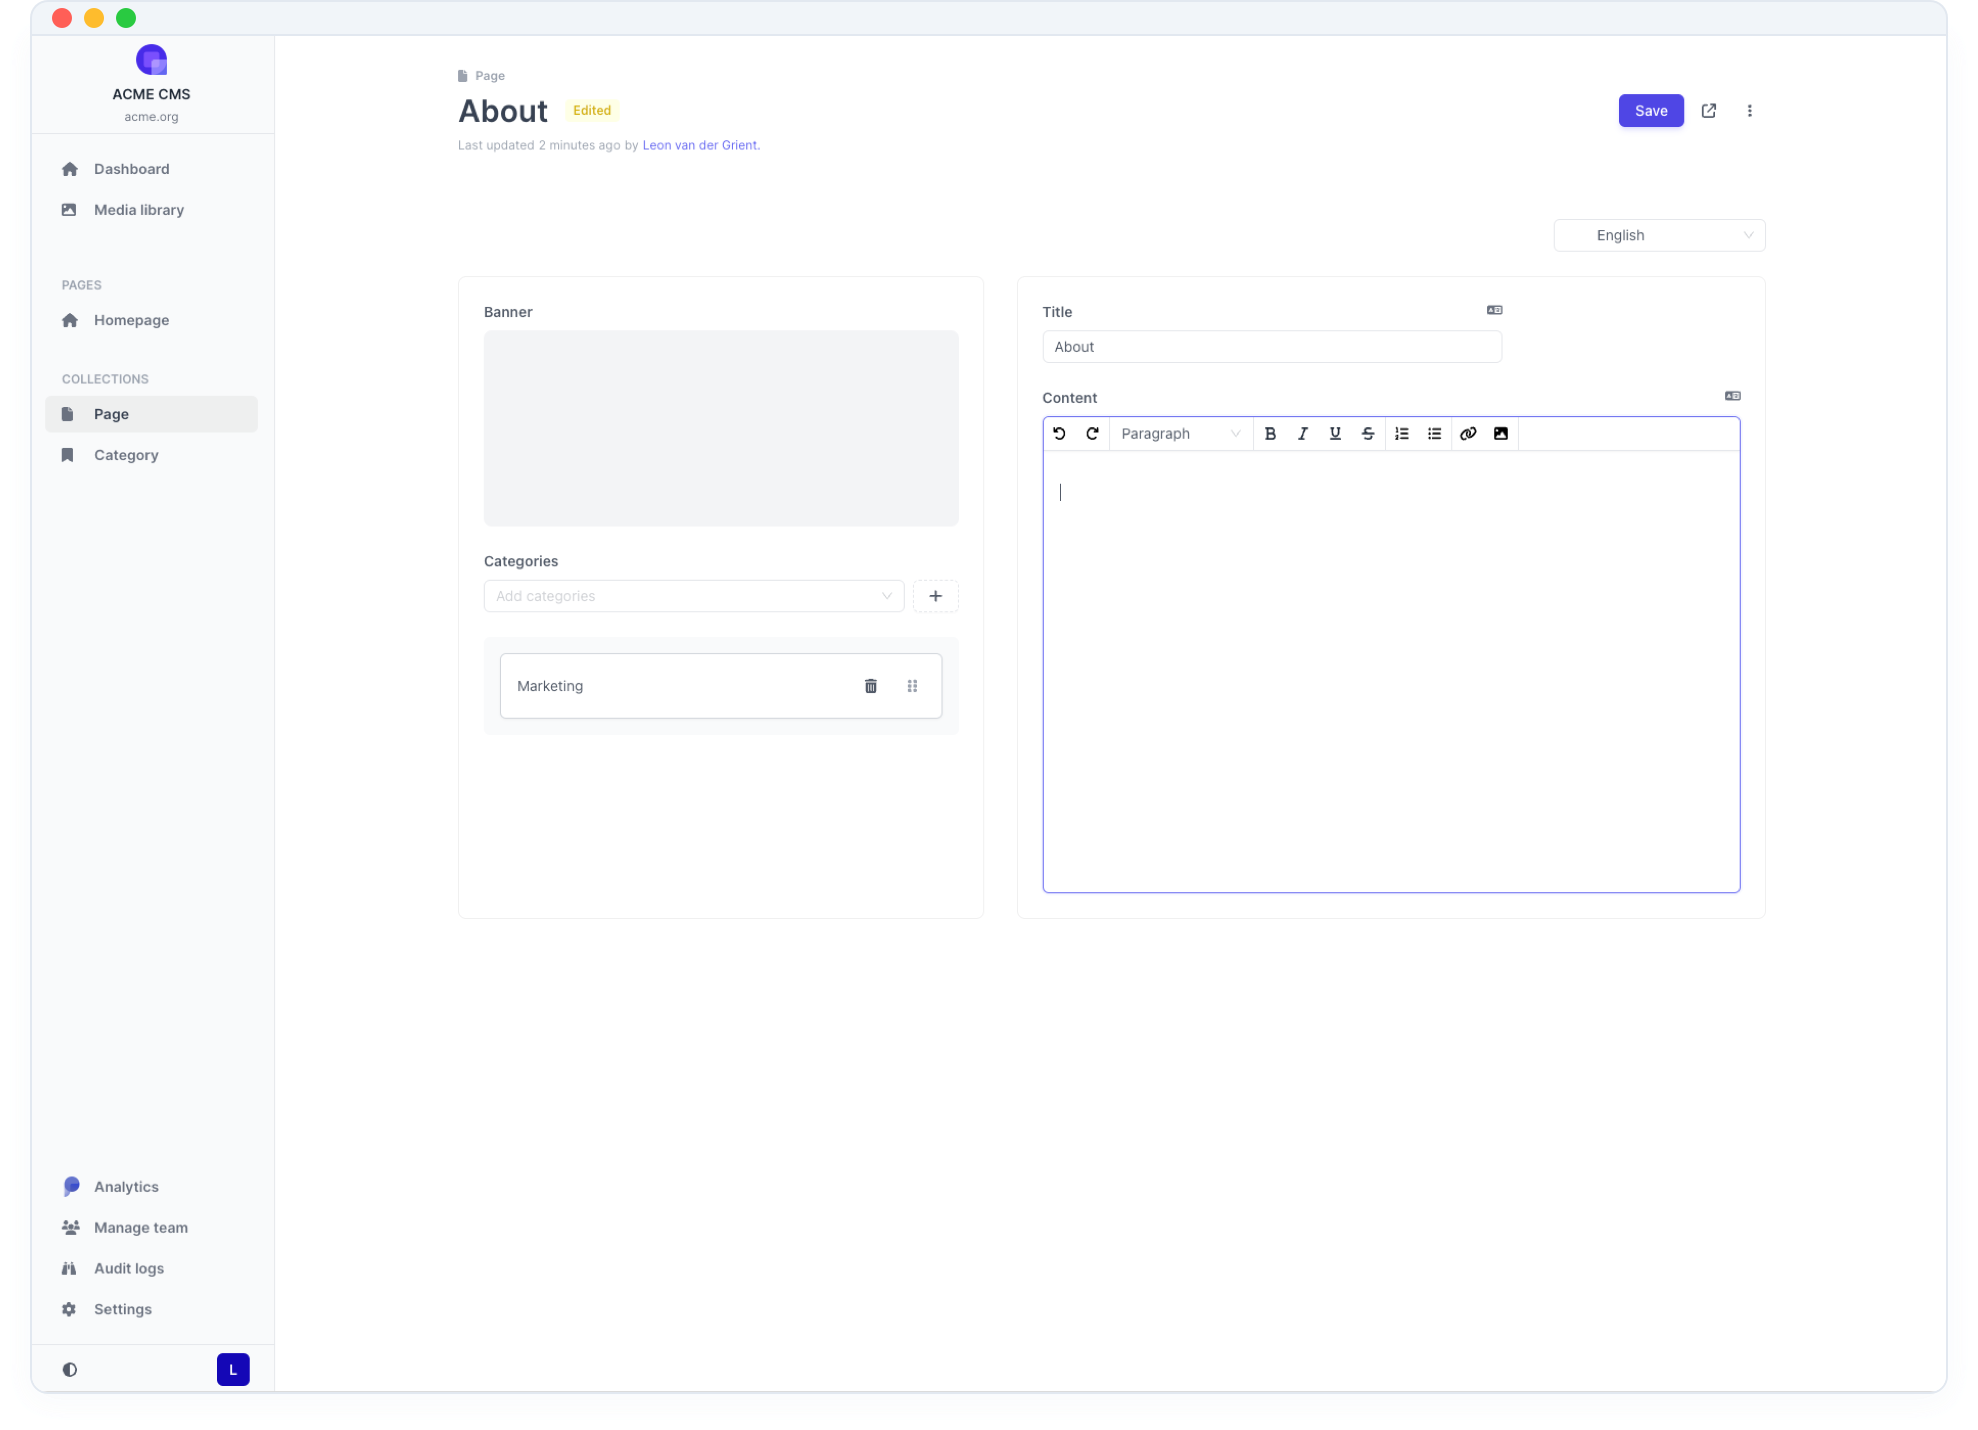 ACME CMS
acme.org
Dashboard
Media library
PAGES
Homepage
COLLECTIONS
Page
Category
Analytics
Manage team
Audit logs
Settings
L
Page
About Edited
Last updated 2 minutes ago by Leon van der Grient.
Save
English
Banner
Categories
Add categories
Marketing
Title
About
Content
Paragraph